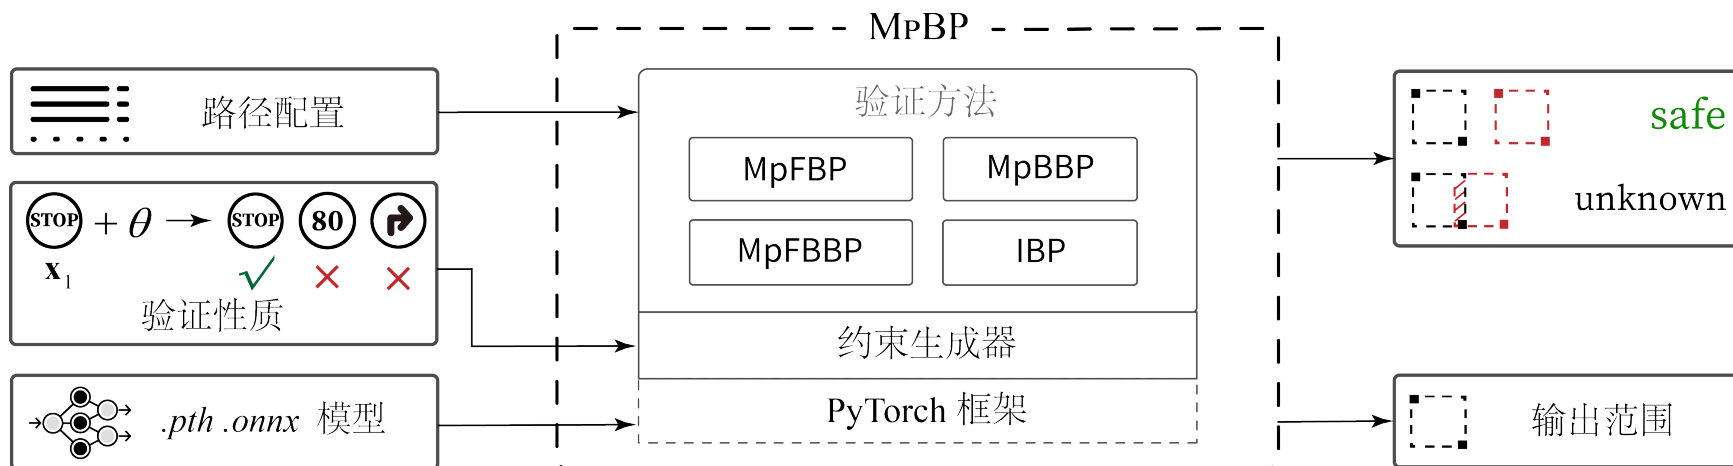 MPBP
路径配置
验证方法
safe
MpFBP
MpBBP
STOP + θ → STOP 80
unknown
MpFBBP
IBP
x1
验证性质
约束生成器
.pth .onnx 模型
PyTorch 框架
输出范围